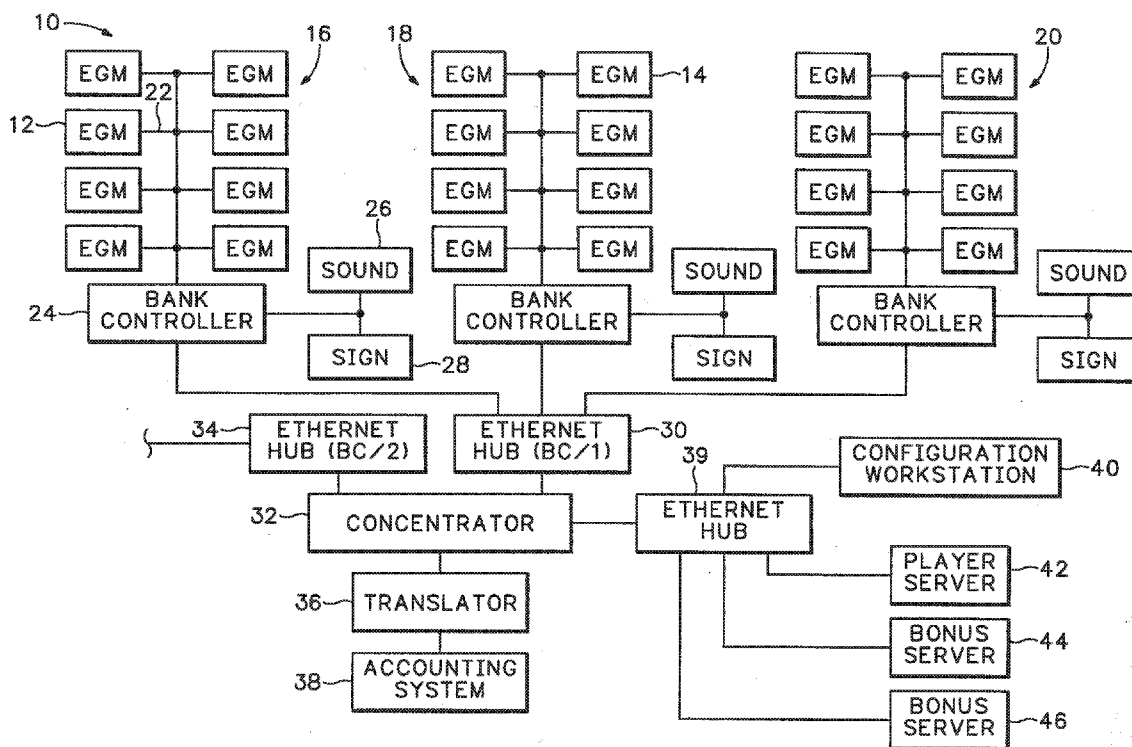 10
16
18
20
EGM EGM EGM EGM EGM EGM
14
22
12
EGM EGM EGM EGM EGM EGM
EGM EGM EGM EGM EGM EGM
EGM EGM EGM EGM EGM EGM
26
SOUND SOUND SOUND
24
BANK
CONTROLLER
BANK
CONTROLLER
BANK
CONTROLLER
SIGN
28
SIGN
SIGN
34
ETHERNET
HUB (BC/2)
ETHERNET
HUB (BC/1)
30
39
CONFIGURATION
WORKSTATION
40
32
CONCENTRATOR
ETHERNET
HUB
PLAYER
SERVER
42
36
TRANSLATOR
BONUS
SERVER
44
38
ACCOUNTING
SYSTEM
BONUS
SERVER
46